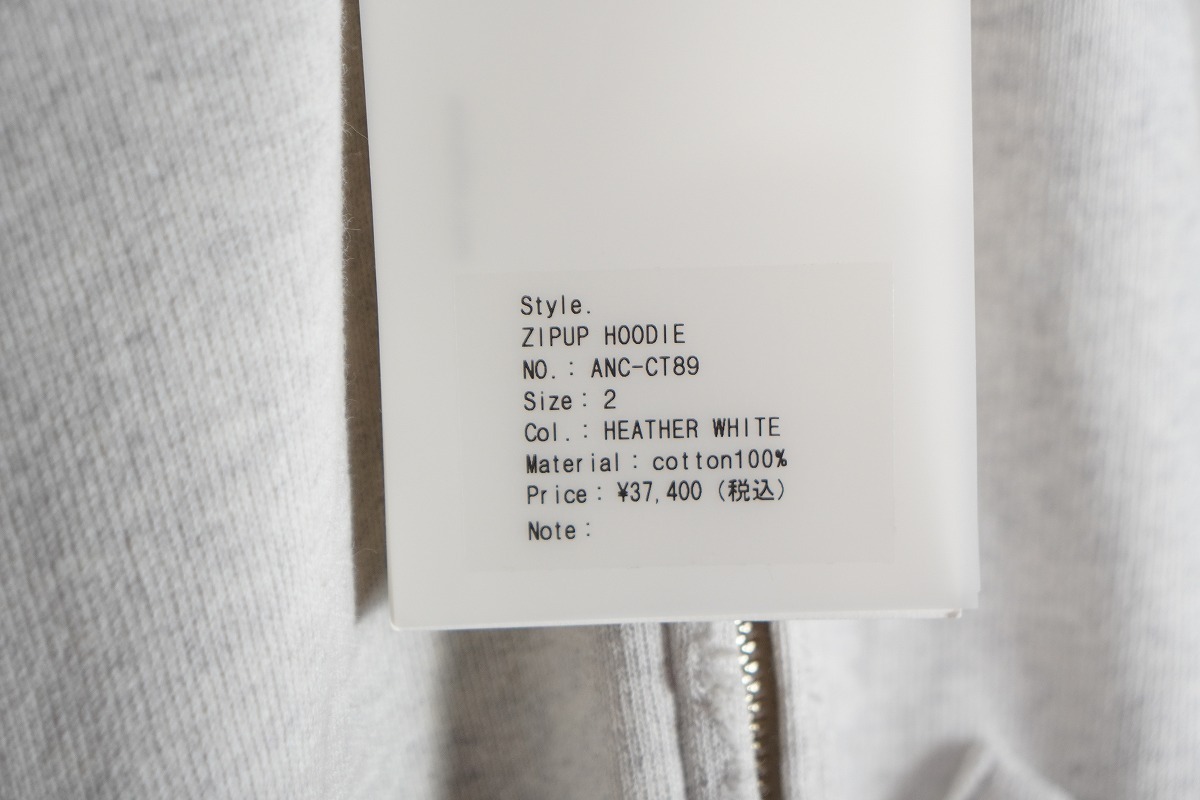 Style.
ZIPUP HOODIE
NO.: ANC-CT89
Size: 2
Col.: HEATHER WHITE
Material: cotton100%
Price: ¥37,400 (税込)
Note: